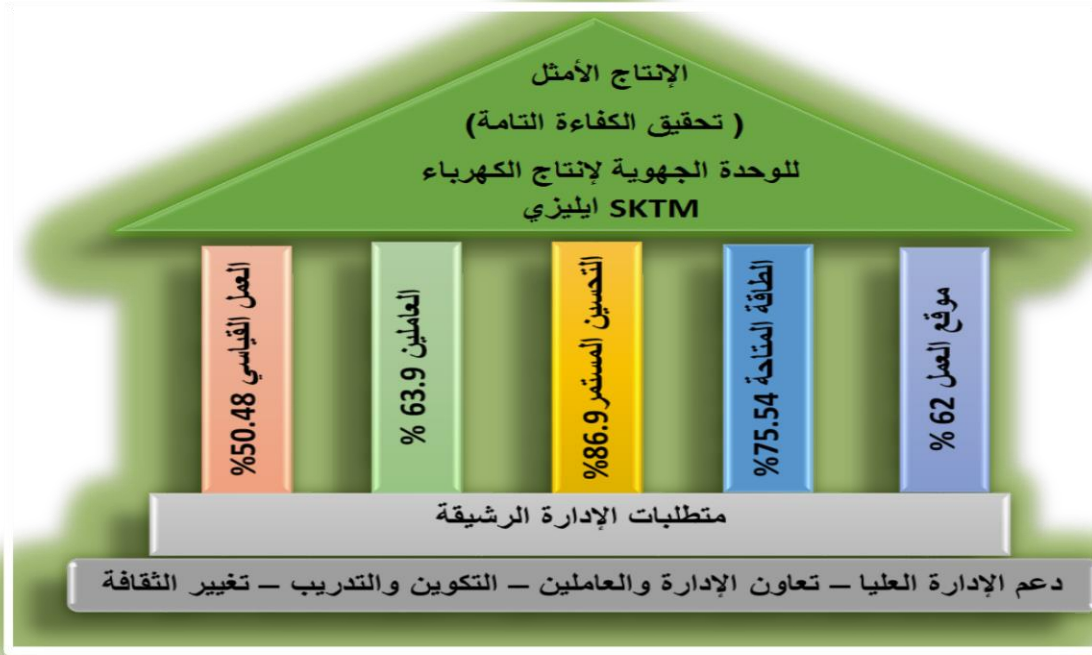 الإنتاج الأمثل
( تحقيق الكفاءة التامة)
للوحدة الجهوية لإنتاج الكهرباء
SKTM ايليزي
موقع العمل 62 %
الطاقة المتاحة 75.54%
التحسين المستمر 86.9%
العاملين 63.9 %
العمل القياسي 50.48%
متطلبات الإدارة الرشيقة
دعم الإدارة العليا – تعاون الإدارة والعاملين – التكوين والتدريب – تغيير الثقافة